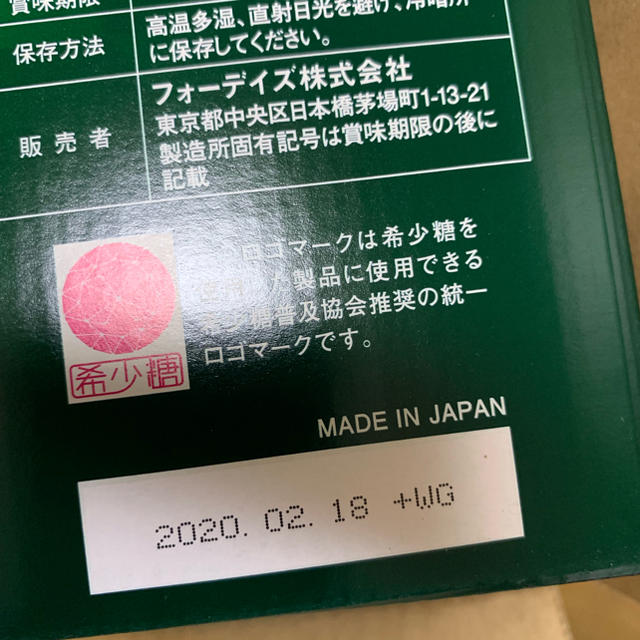 賞味期限
保存方法
高温多湿、直射日光を避け、冷暗所
に保存してください。
販売者
フォーデイズ株式会社
東京都中央区日本橋茅場町1-13-21
製造所固有記号は賞味期限の後に
記載
ロゴマークは希少糖を
た製品に使用できる
希少糖普及協会推奨の統一
ロゴマークです。
希少糖
MADE IN JAPAN
2020.02.18 +WG